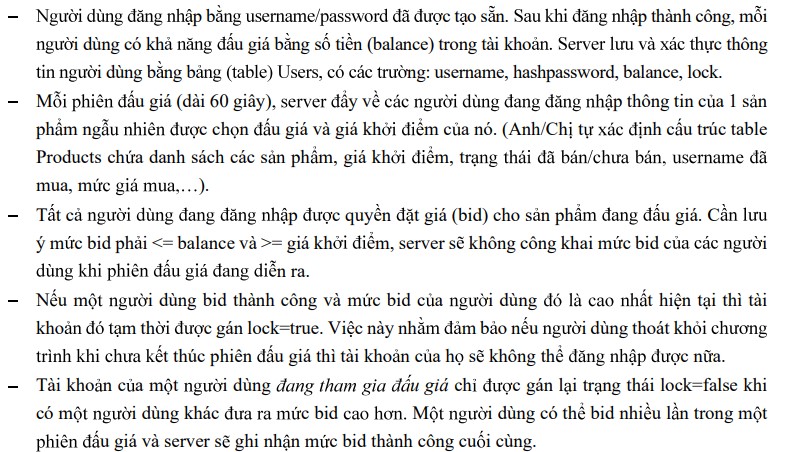 – Người dùng đăng nhập bằng username/password đã được tạo sẵn. Sau khi đăng nhập thành công, mỗi
người dùng có khả năng đấu giá bằng số tiền (balance) trong tài khoản. Server lưu và xác thực thông
tin người dùng bằng bảng (table) Users, có các trường: username, hashpassword, balance, lock.
– Mỗi phiên đấu giá (dài 60 giây), server đẩy về các người dùng đang đăng nhập thông tin của 1 sản
phẩm ngẫu nhiên được chọn đấu giá và giá khởi điểm của nó. (Anh/Chị tự xác định cấu trúc table
Products chứa danh sách các sản phẩm, giá khởi điểm, trạng thái đã bán/chưa bán, username đã
mua, mức giá mua,…).
– Tất cả người dùng đang đăng nhập được quyền đặt giá (bid) cho sản phẩm đang đấu giá. Cần lưu
ý mức bid phải <= balance và >= giá khởi điểm, server sẽ không công khai mức bid của các người
dùng khi phiên đấu giá đang diễn ra.
– Nếu một người dùng bid thành công và mức bid của người dùng đó là cao nhất hiện tại thì tài
khoản đó tạm thời được gán lock=true. Việc này nhằm đảm bảo nếu người dùng thoát khỏi chương
trình khi chưa kết thúc phiên đấu giá thì tài khoản của họ sẽ không thể đăng nhập được nữa.
– Tài khoản của một người dùng đang tham gia đấu giá chỉ được gán lại trạng thái lock=false khi
có một người dùng khác đưa ra mức bid cao hơn. Một người dùng có thể bid nhiều lần trong một
phiên đấu giá và server sẽ ghi nhận mức bid thành công cuối cùng.